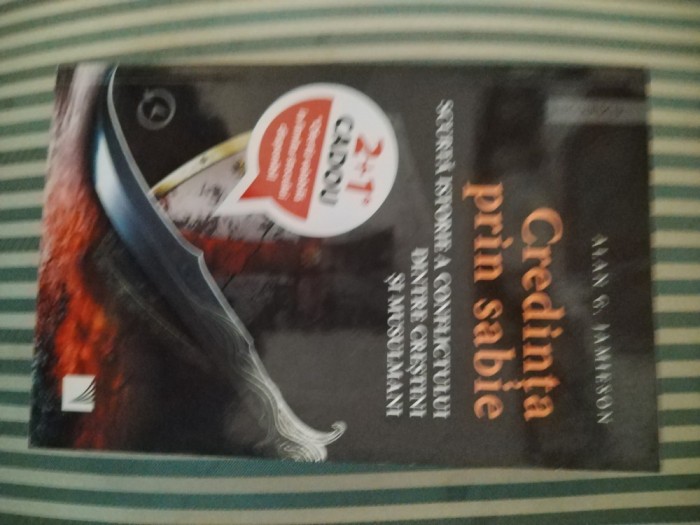 ALAN G. JAMIESON
Credința
prin sabie
SCURTĂ ISTORIE A CONFLICTULUI
DINTRE CREȘTINI
ȘI MUSULMANI
2+1*
CADOU